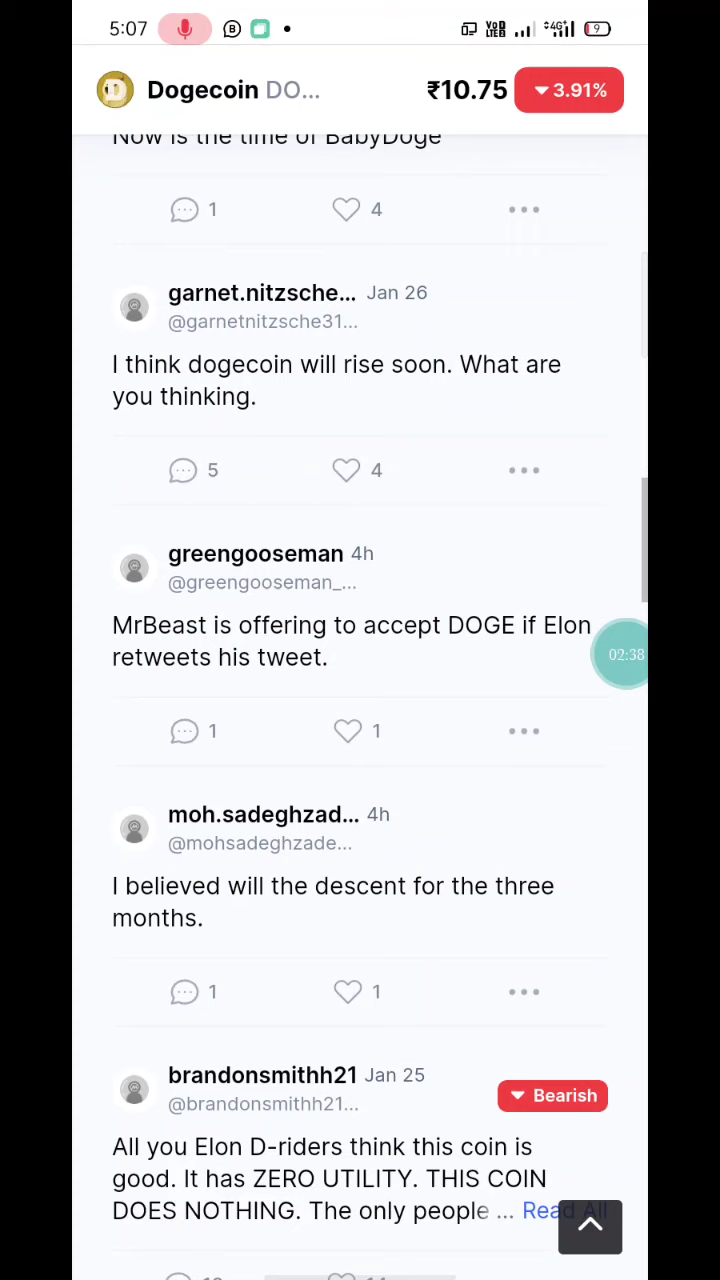 5:07
VoD
LTE
4G+
9
Dogecoin DO...
₹10.75
3.91%
Now is the time of BabyDoge
1
4
garnet.nitzsche... Jan 26
@garnetnitzsche31...
I think dogecoin will rise soon. What are
you thinking.
5
4
greengooseman 4h
@greengooseman_...
MrBeast is offering to accept DOGE if Elon
retweets his tweet.
02:38
1
1
moh.sadeghzad... 4h
@mohsadeghzade...
I believed will the descent for the three
months.
1
1
brandonsmithh21 Jan 25
@brandonsmithh21...
Bearish
All you Elon D-riders think this coin is
good. It has ZERO UTILITY. THIS COIN
DOES NOTHING. The only people ... Read All